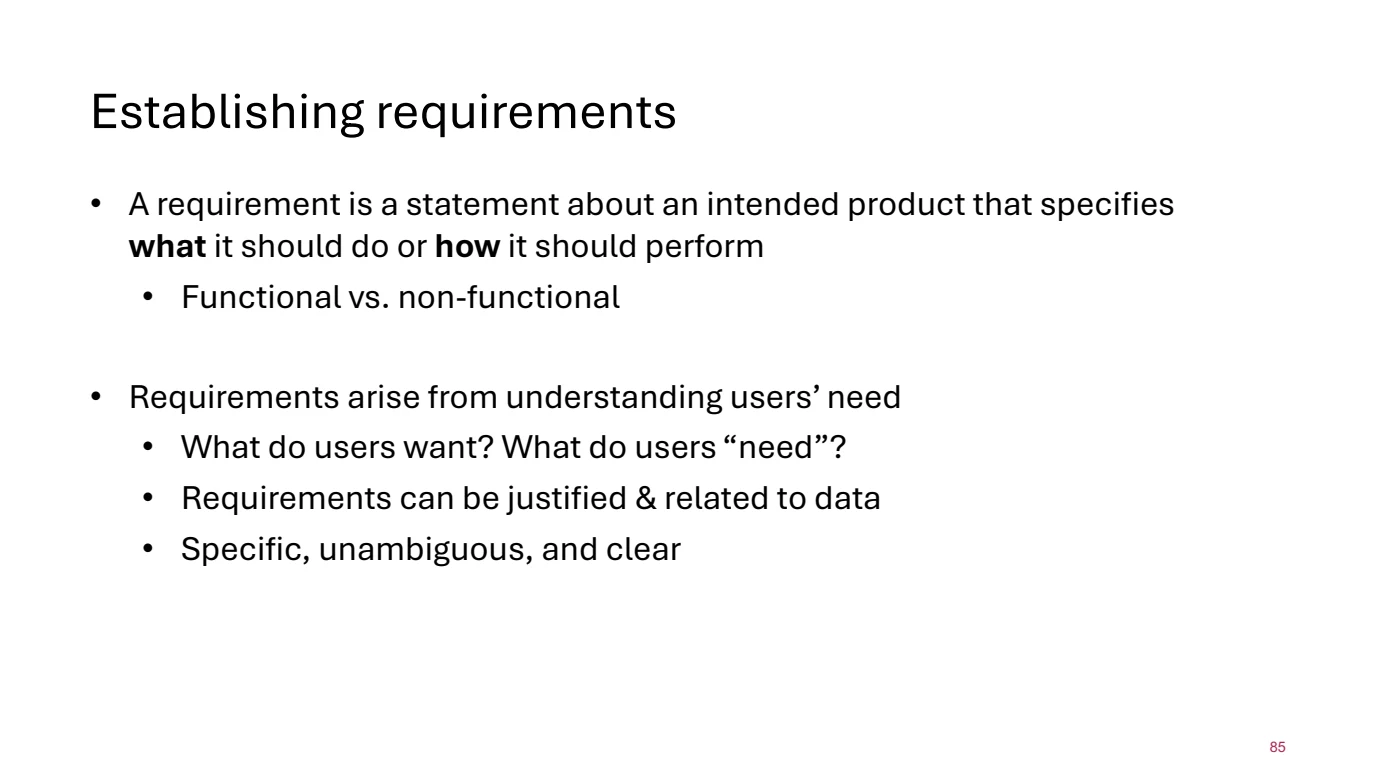 Establishing requirements
• A requirement is a statement about an intended product that specifies
what it should do or how it should perform
• Functional vs. non-functional
• Requirements arise from understanding users’ need
• What do users want? What do users “need”?
• Requirements can be justified & related to data
• Specific, unambiguous, and clear
85